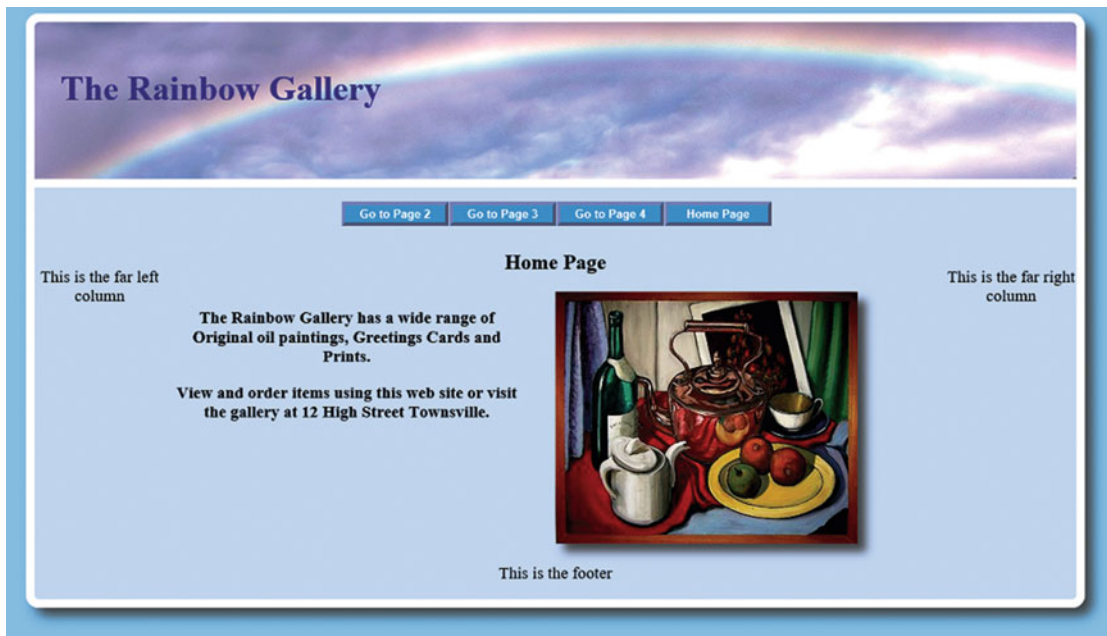 The Rainbow Gallery
Go to Page 2
Go to Page 3
Go to Page 4
Home Page
Home Page
This is the far left
column
The Rainbow Gallery has a wide range of
Original oil paintings, Greetings Cards and
Prints.
View and order items using this web site or visit
the gallery at 12 High Street Townsville.
This is the far right
column
This is the footer